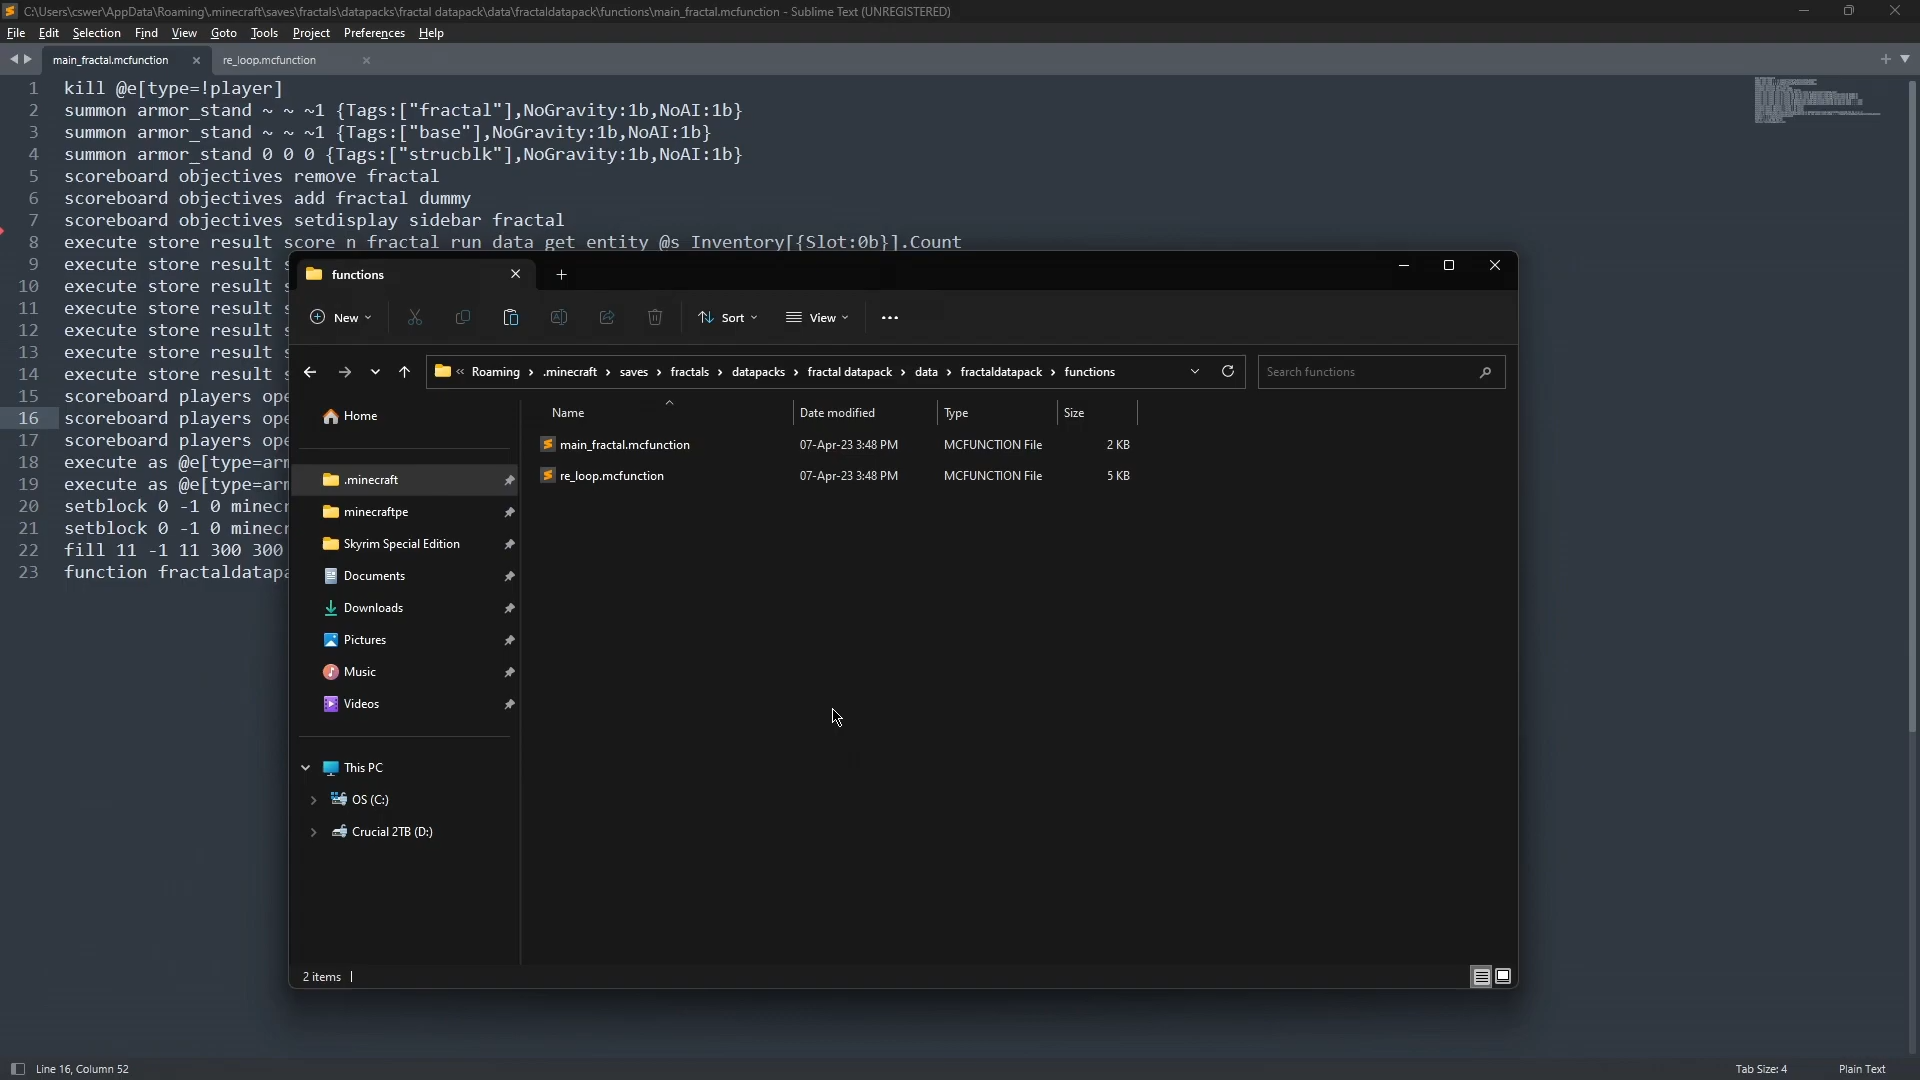 C:\Users\cswer\AppData\Roaming\.minecraft\saves\fractals\datapacks\fractal datapack\data\fractaldatapack\functions\main_fractal.mcfunction - Sublime Text (UNREGISTERED)
File Edit Selection Find View Goto Tools Project Preferences Help
main_fractal.mcfunction re_loop.mcfunction
1 kill @e[type=!player]
2 summon armor_stand ~ ~ ~1 {Tags:["fractal"],NoGravity:1b,NoAI:1b}
3 summon armor_stand ~ ~ ~1 {Tags:["base"],NoGravity:1b,NoAI:1b}
4 summon armor_stand 0 0 0 {Tags:["strucblk"],NoGravity:1b,NoAI:1b}
5 scoreboard objectives remove fractal
6 scoreboard objectives add fractal dummy
7 scoreboard objectives setdisplay sidebar fractal
8 execute store result score n fractal run data get entity @s Inventory[{Slot:0b}].Count
9 execute store result s
10 execute store result s
11 execute store result s
12 execute store result s
13 execute store result s
14 execute store result s
15 scoreboard players ope
16 scoreboard players ope
17 scoreboard players ope
18 execute as @e[type=arm
19 execute as @e[type=arm
20 setblock 0 -1 0 minecr
21 setblock 0 -1 0 minecr
22 fill 11 -1 11 300 300
23 function fractaldatapa
functions
New Sort View
« Roaming › .minecraft › saves › fractals › datapacks › fractal datapack › data › fractaldatapack › functions
Search functions
Name Date modified Type Size
main_fractal.mcfunction 07-Apr-23 3:48 PM MCFUNCTION File 2 KB
re_loop.mcfunction 07-Apr-23 3:48 PM MCFUNCTION File 5 KB
Home
.minecraft
minecraftpe
Skyrim Special Edition
Documents
Downloads
Pictures
Music
Videos
This PC
OS (C:)
Crucial 2TB (D:)
2 items
Line 16, Column 52
Tab Size: 4
Plain Text